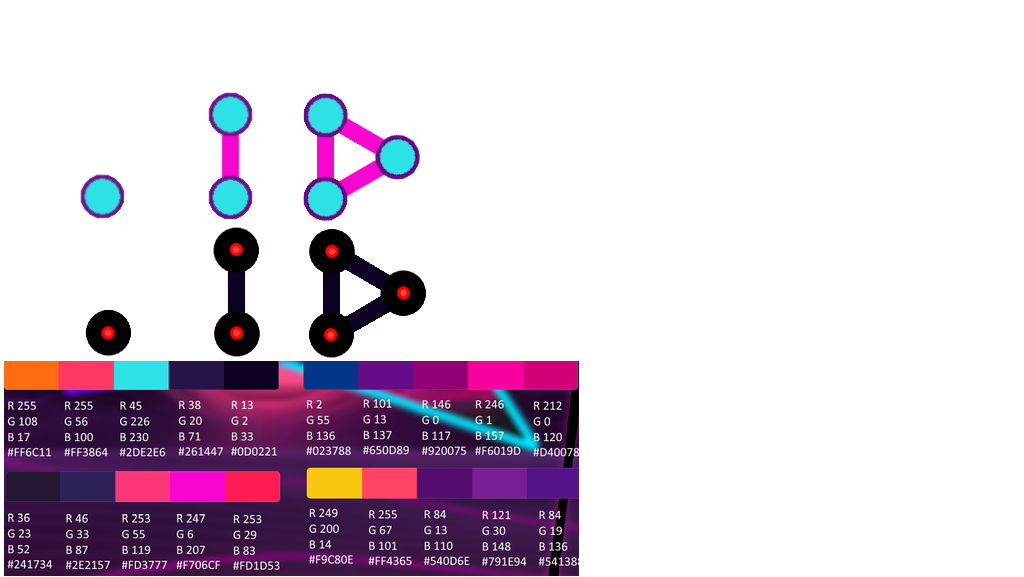 R 255 R 255 R 45 R 38 R 13
G 108 G 56 G 226 G 20 G 2
B 17 B 100 B 230 B 71 B 33
#FF6C11 #FF3864 #2DE2E6 #261447 #0D0221
R 2 R 101 R 146 R 246 R 212
G 55 G 13 G 0 G 1 G 0
B 136 B 137 B 117 B 157 B 120
#023788 #650D89 #920075 #F6019D #D40078
R 36 R 46 R 253 R 247 R 253
G 23 G 33 G 55 G 6 G 29
B 52 B 87 B 119 B 207 B 83
#241734 #2E2157 #FD3777 #F706CF #FD1D53
R 249 R 255 R 84 R 121 R 84
G 200 G 67 G 13 G 30 G 19
B 14 B 101 B 110 B 148 B 136
#F9C80E #FF4365 #540D6E #791E94 #54138